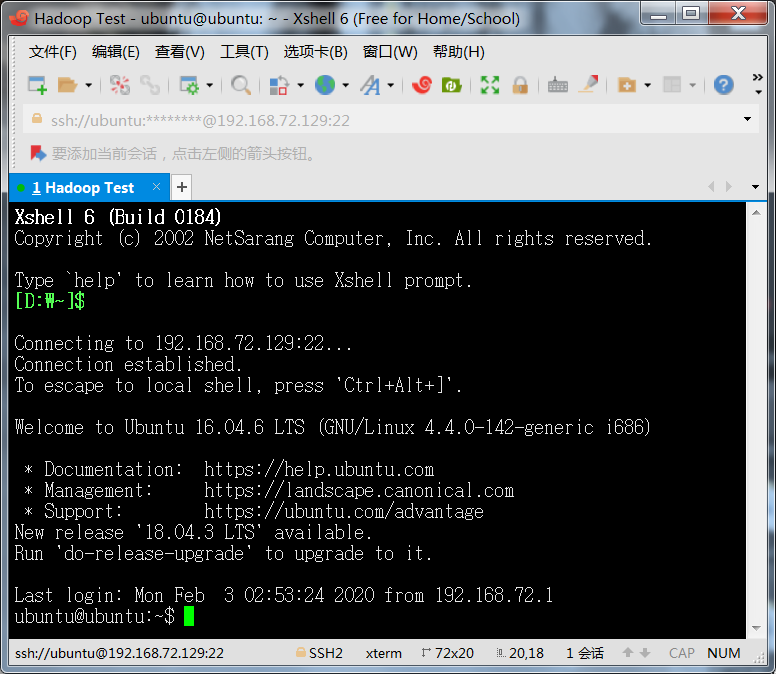 Hadoop Test - ubuntu@ubuntu: ~ - Xshell 6 (Free for Home/School)
文件(F) 编辑(E) 查看(V) 工具(T) 选项卡(B) 窗口(W) 帮助(H)
ssh://ubuntu:********@192.168.72.129:22
要添加当前会话，点击左侧的箭头按钮。
1 Hadoop Test × +
Xshell 6 (Build 0184)
Copyright (c) 2002 NetSarang Computer, Inc. All rights reserved.
Type `help' to learn how to use Xshell prompt.
[D:₩~]$
Connecting to 192.168.72.129:22...
Connection established.
To escape to local shell, press 'Ctrl+Alt+]'.
Welcome to Ubuntu 16.04.6 LTS (GNU/Linux 4.4.0-142-generic i686)
* Documentation:  https://help.ubuntu.com
* Management:     https://landscape.canonical.com
* Support:        https://ubuntu.com/advantage
New release '18.04.3 LTS' available.
Run 'do-release-upgrade' to upgrade to it.
Last login: Mon Feb  3 02:53:24 2020 from 192.168.72.1
ubuntu@ubuntu:~$
ssh://ubuntu@192.168.72.129:22 SSH2 xterm 72x20 20,18 1 会话 CAP NUM